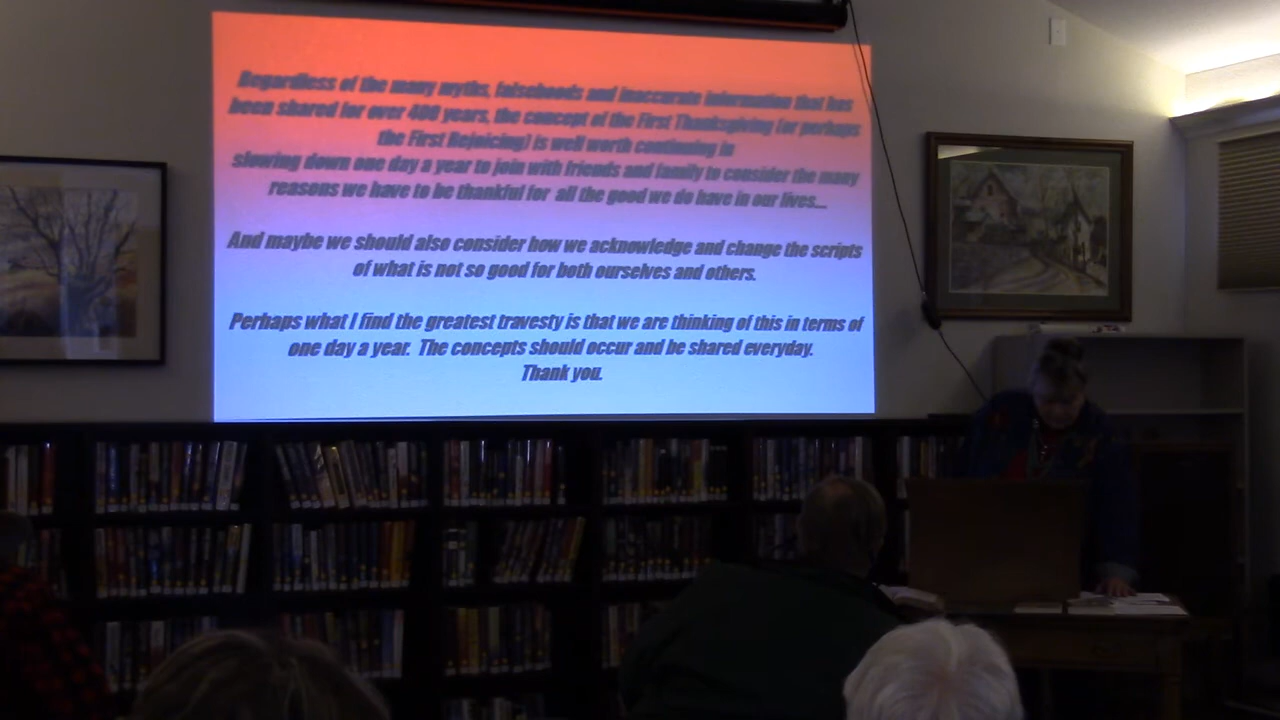 Regardless of the many myths, falsehoods and inaccurate information that has
been shared for over 400 years, the concept of the First Thanksgiving (or perhaps
the First Rejoicing) is well worth continuing in
slowing down one day a year to join with friends and family to consider the many
reasons we have to be thankful for all the good we do have in our lives...
And maybe we should also consider how we acknowledge and change the scripts
of what is not so good for both ourselves and others.
Perhaps what I find the greatest travesty is that we are thinking of this in terms of
one day a year. The concepts should occur and be shared everyday.
Thank you.